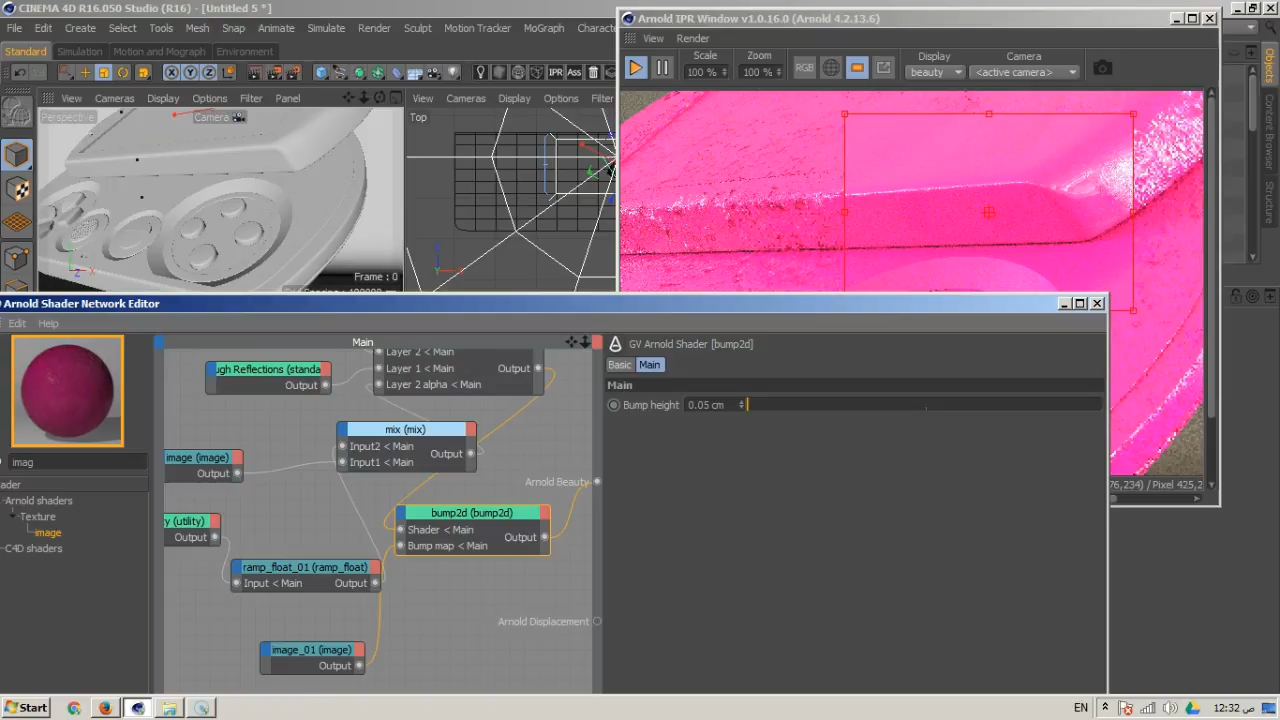 CINEMA 4D R16.050 Studio (R16) - [Untitled 5 *]
File Edit Create Select Tools Mesh Snap Animate Simulate Render Sculpt Motion Tracker MoGraph
Standard Simulation Motion and Mograph Environment
X Y Z IPR Ass
View Cameras Display Options Filter Panel
View Cameras Display Options Filter
Perspective Camera Top
Frame : 0
Y X Z
Arnold IPR Window v1.0.16.0 (Arnold 4.2.13.6)
View Render
Scale Zoom Display Camera
100 % 100 % RGB beauty <active camera>
76,234) / Pixel 425,2
Objects
Content Browser
Structure
Arnold Shader Network Editor
Edit Help
imag
ader
Arnold shaders
Texture
image
C4D shaders
Main
Layer 2 < Main
Layer 1 < Main
Layer 2 alpha < Main
Output
ugh Reflections (standa
Output
mix (mix)
Input2 < Main
Input1 < Main
Output
image (image)
Output
y (utility)
Output
ramp_float_01 (ramp_float)
Input < Main Output
image_01 (image)
Output
bump2d (bump2d)
Shader < Main
Bump map < Main
Output
Arnold Beauty
Arnold Displacement
GV Arnold Shader [bump2d]
Basic Main
Main
Bump height 0.05 cm
Start
EN 12:32 ص